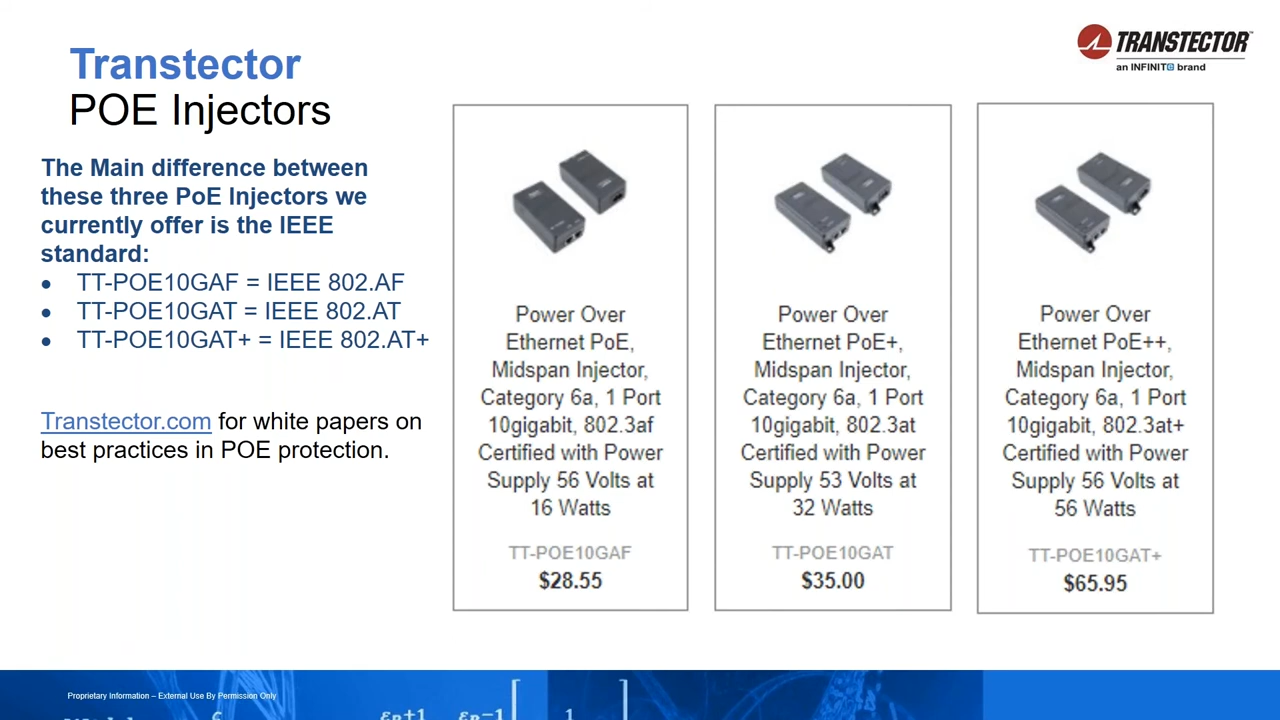 Transtector
POE Injectors
TRANSTECTOR™
an INFINIT© brand
The Main difference between
these three PoE Injectors we
currently offer is the IEEE
standard:
• TT-POE10GAF = IEEE 802.AF
• TT-POE10GAT = IEEE 802.AT
• TT-POE10GAT+ = IEEE 802.AT+
Transtector.com for white papers on
best practices in POE protection.
Power Over
Ethernet PoE,
Midspan Injector,
Category 6a, 1 Port
10gigabit, 802.3af
Certified with Power
Supply 56 Volts at
16 Watts
TT-POE10GAF
$28.55
Power Over
Ethernet PoE+,
Midspan Injector,
Category 6a, 1 Port
10gigabit, 802.3at
Certified with Power
Supply 53 Volts at
32 Watts
TT-POE10GAT
$35.00
Power Over
Ethernet PoE++,
Midspan Injector,
Category 6a, 1 Port
10gigabit, 802.3at+
Certified with Power
Supply 56 Volts at
56 Watts
TT-POE10GAT+
$65.95
Proprietary Information – External Use By Permission Only